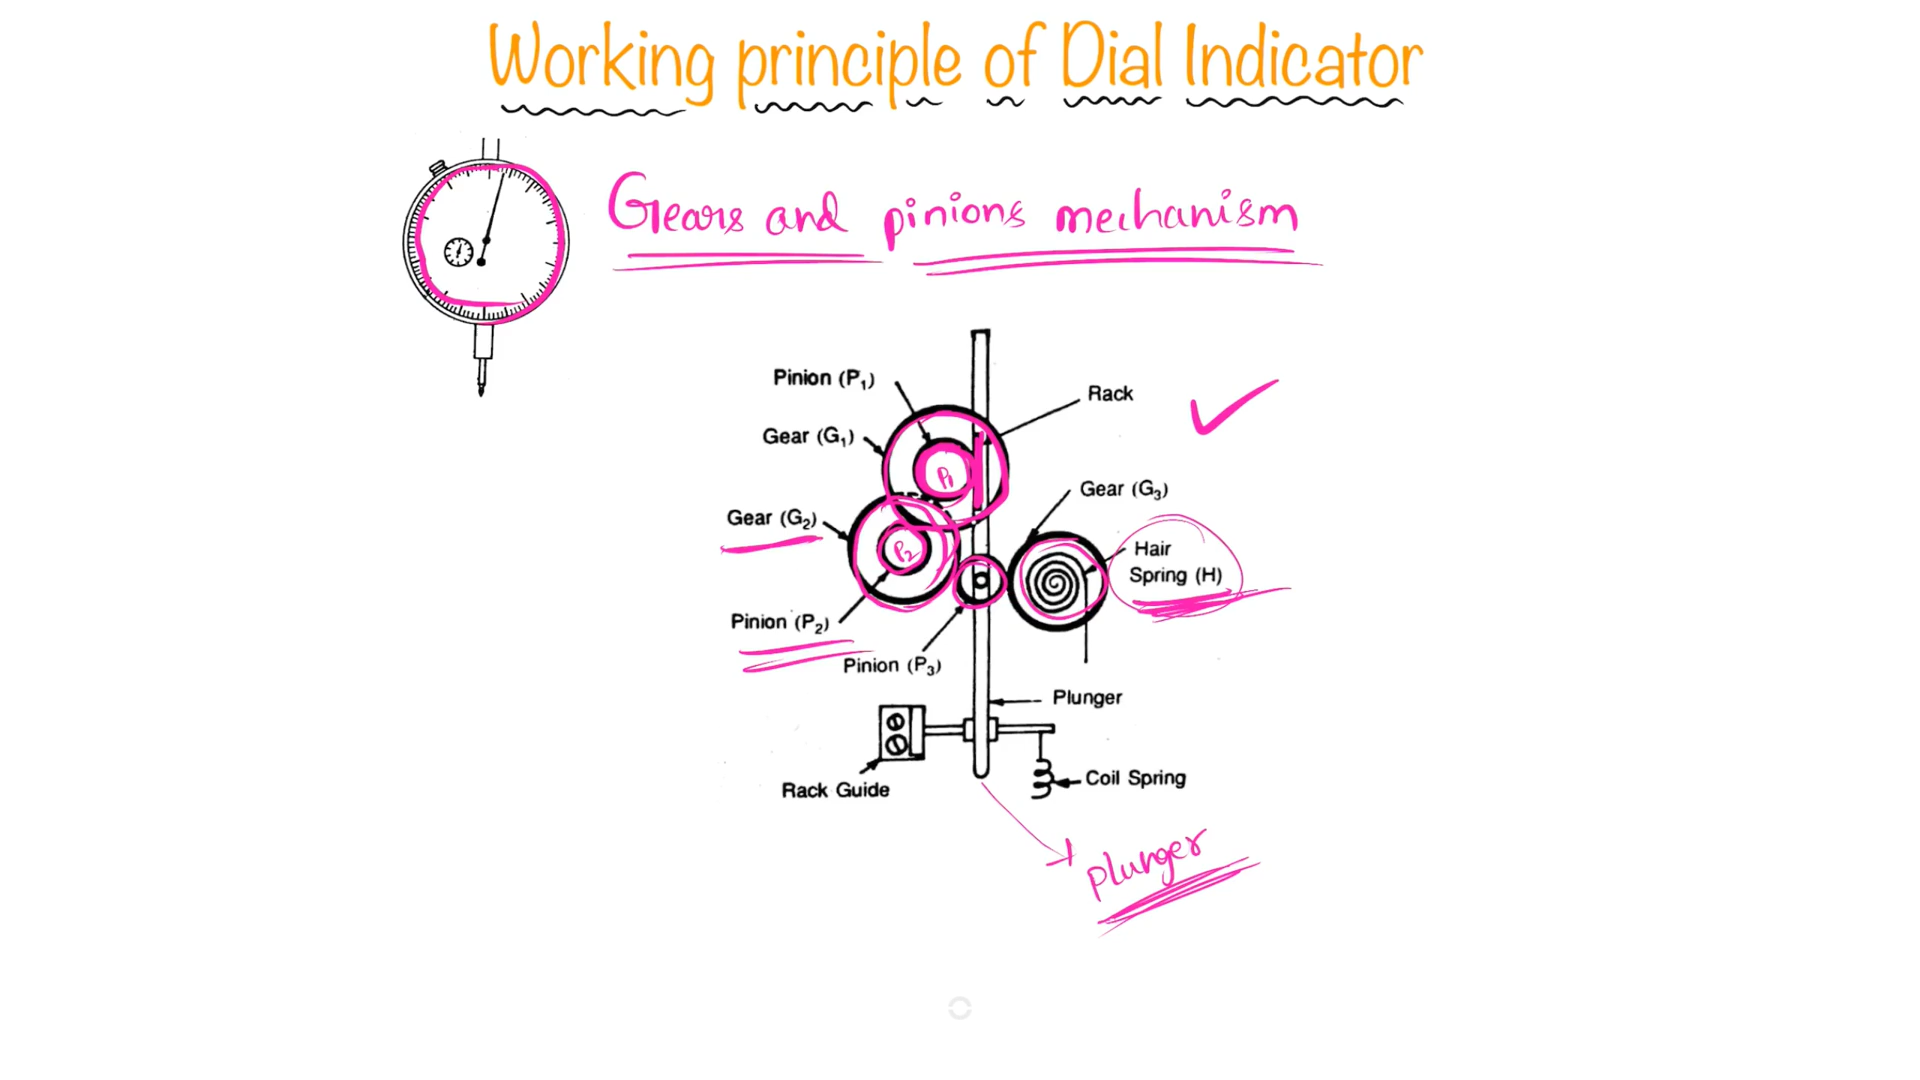 Working principle of Dial Indicator
Gears and pinions mechanism
Pinion (P₁)
Rack
Gear (G₁)
P₁
Gear (G₃)
Gear (G₂)
P₂
Hair
Spring (H)
Pinion (P₂)
Pinion (P₃)
Plunger
Coil Spring
Rack Guide
plunger